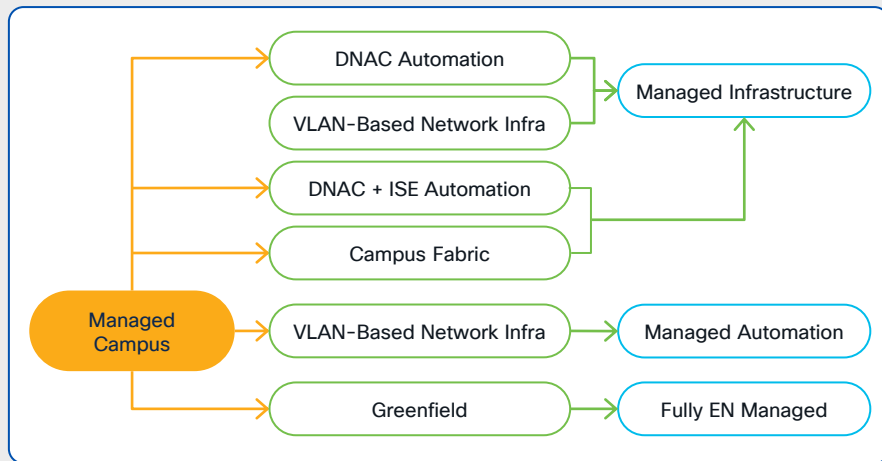 DNAC Automation
Managed Infrastructure
VLAN-Based Network Infra
DNAC + ISE Automation
Campus Fabric
Managed
Campus
VLAN-Based Network Infra
Managed Automation
Greenfield
Fully EN Managed